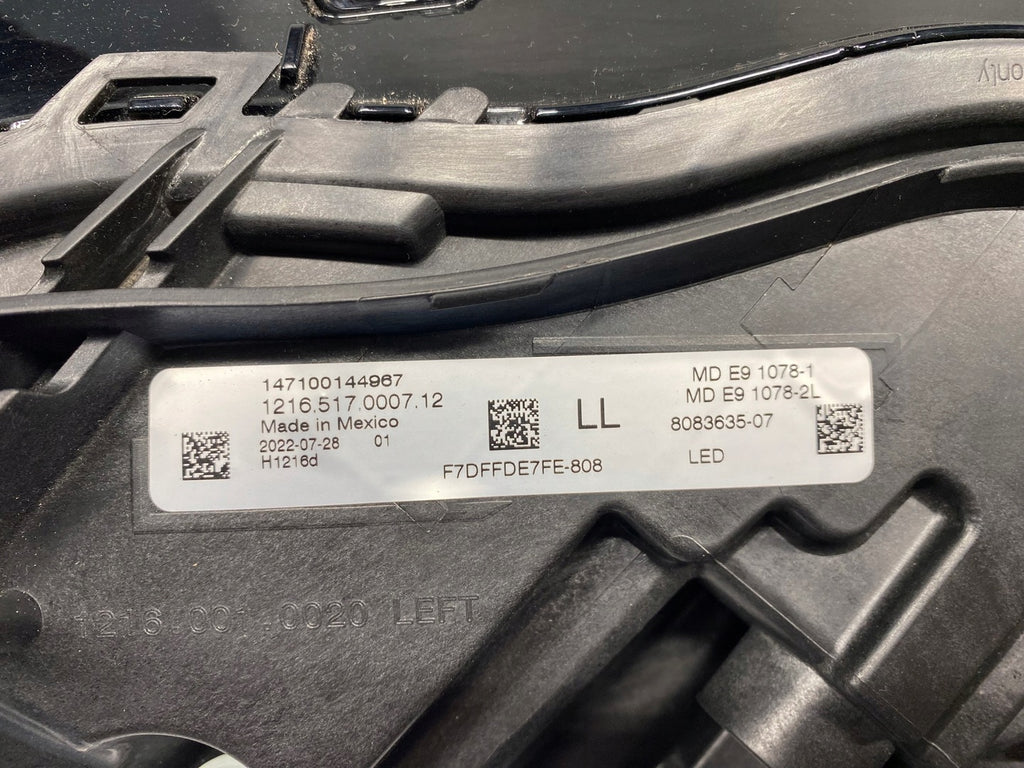 only
147100144967
1216.517.0007.12
Made in Mexico
2022-07-28 01
H1216d
LL
F7DFFDE7FE-808
MD E9 1078-1
MD E9 1078-2L
8083635-07
LED
1216.001.0020 LEFT